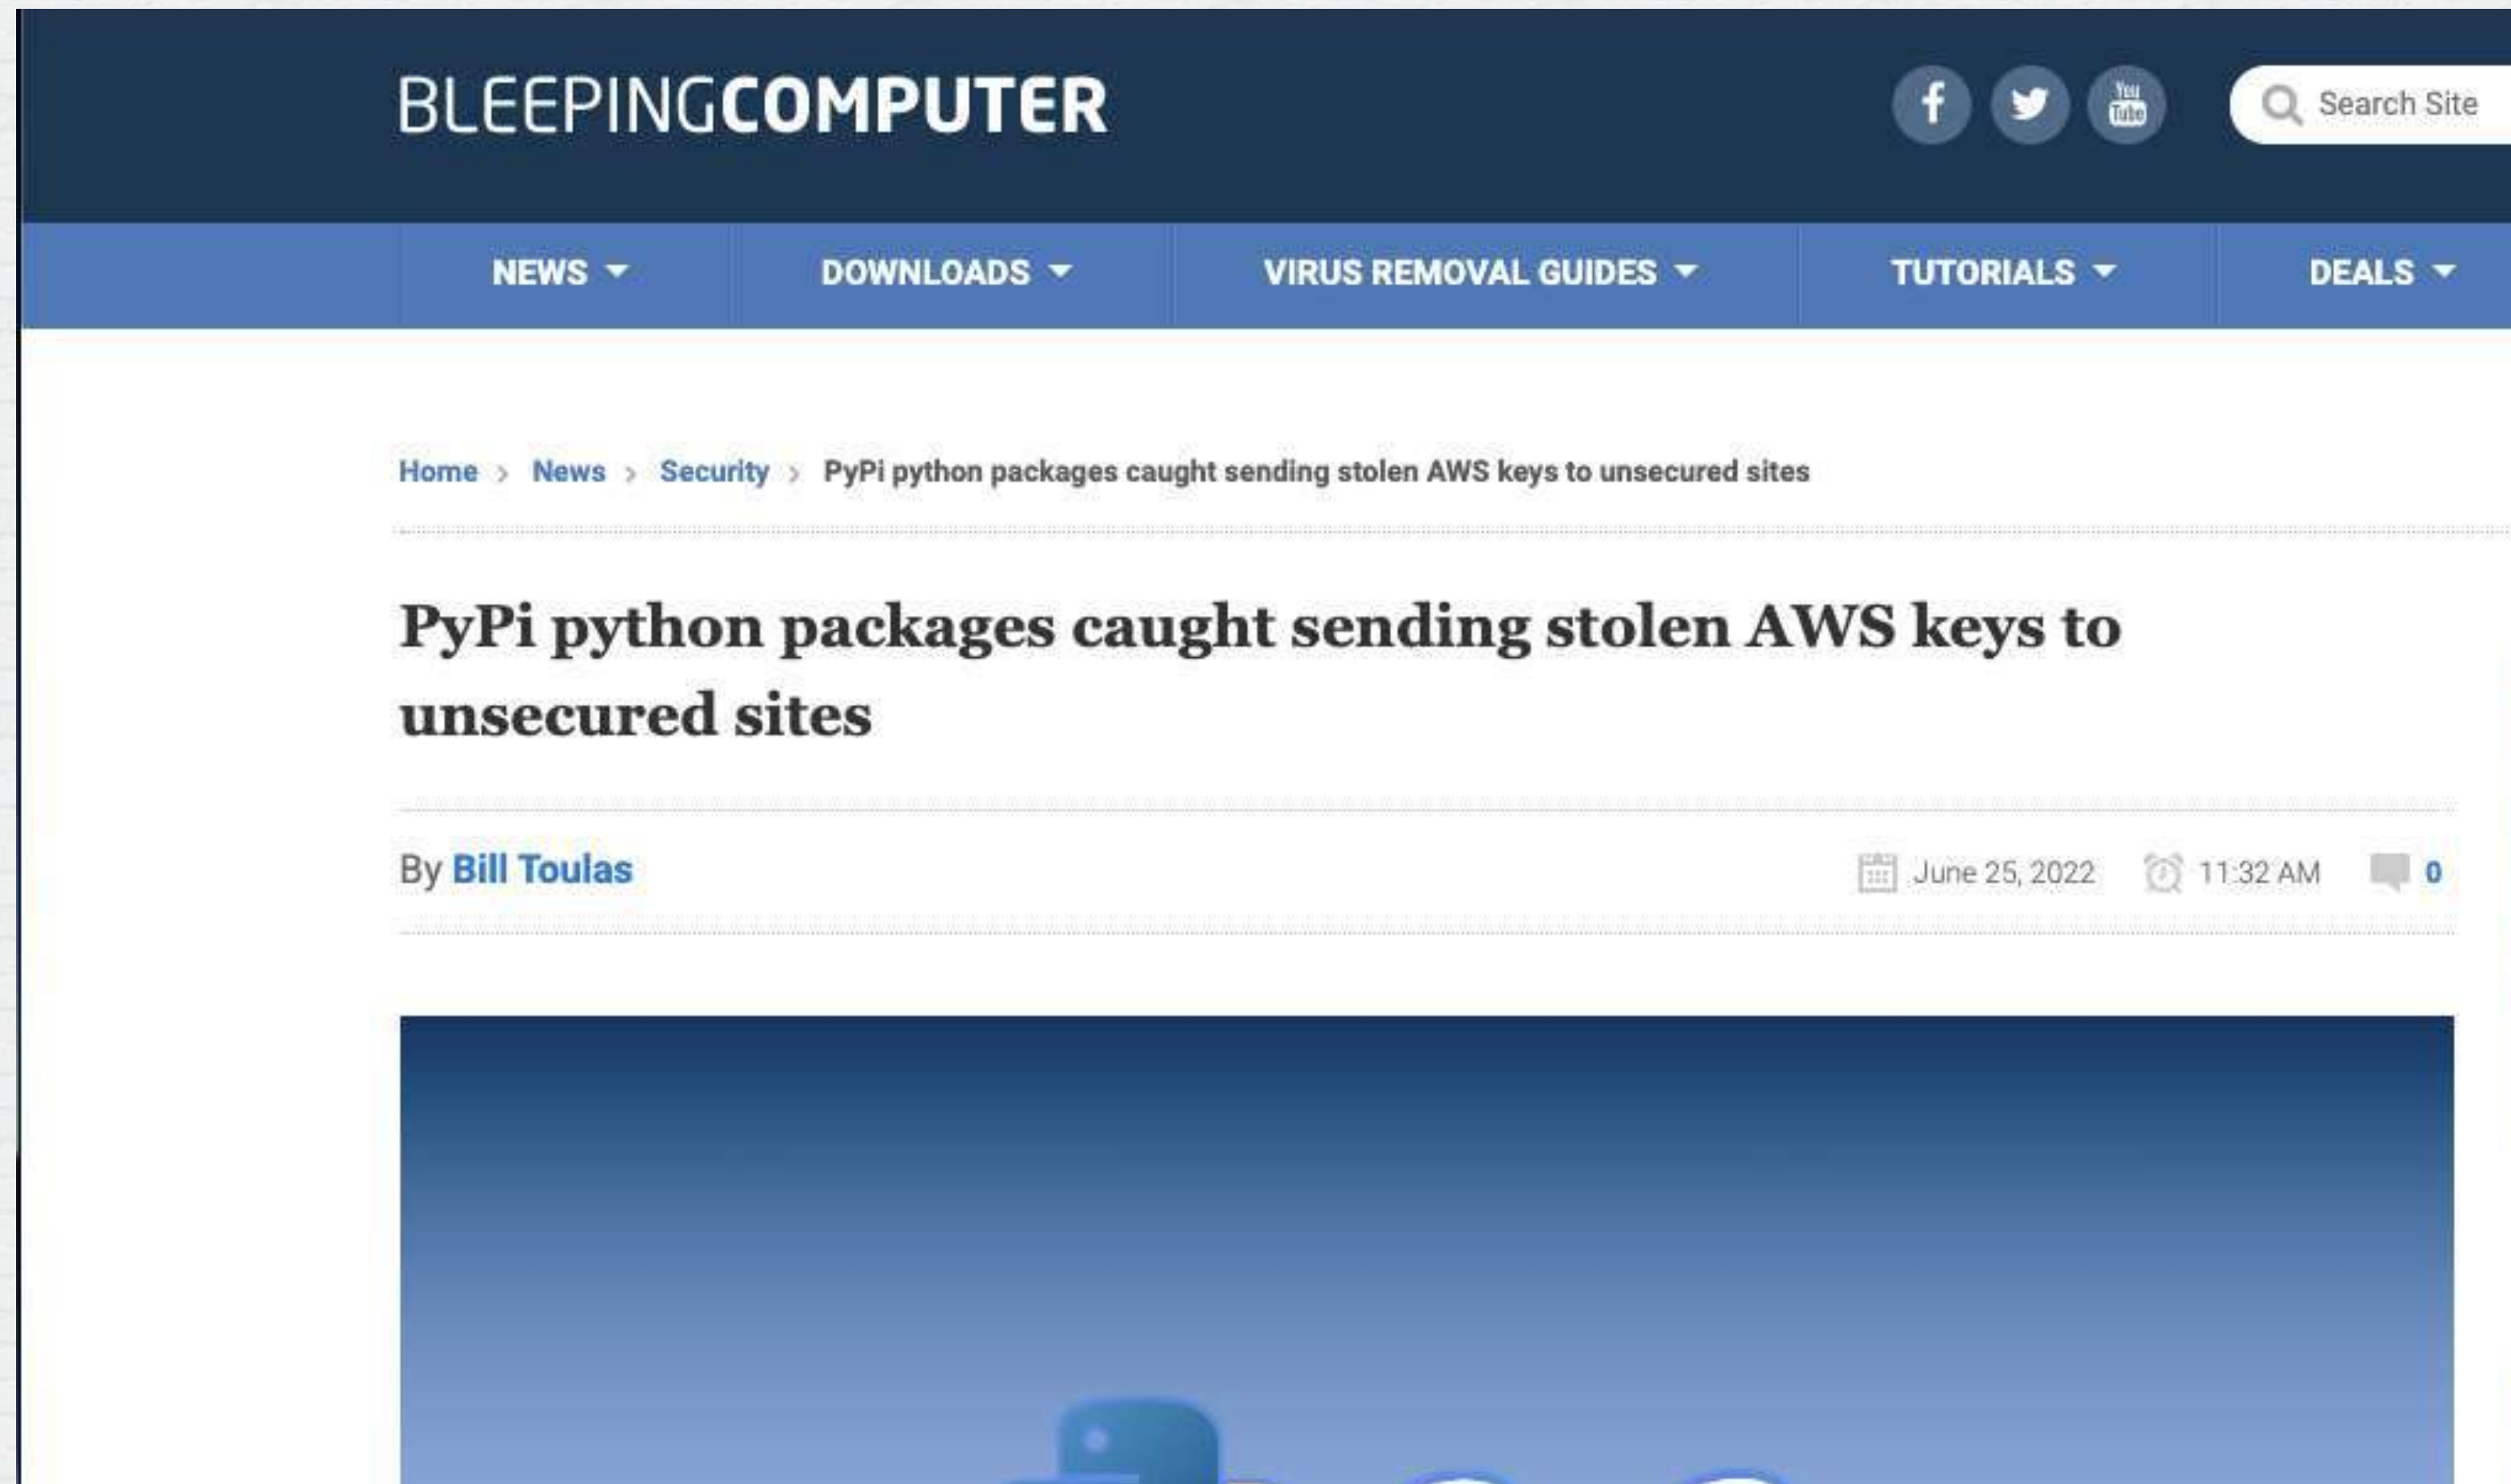 BLEEPINGCOMPUTER
f You Tube Search Site
NEWS DOWNLOADS VIRUS REMOVAL GUIDES TUTORIALS DEALS
Home > News > Security > PyPi python packages caught sending stolen AWS keys to unsecured sites
PyPi python packages caught sending stolen AWS keys to
unsecured sites
By Bill Toulas June 25, 2022 11:32 AM 0